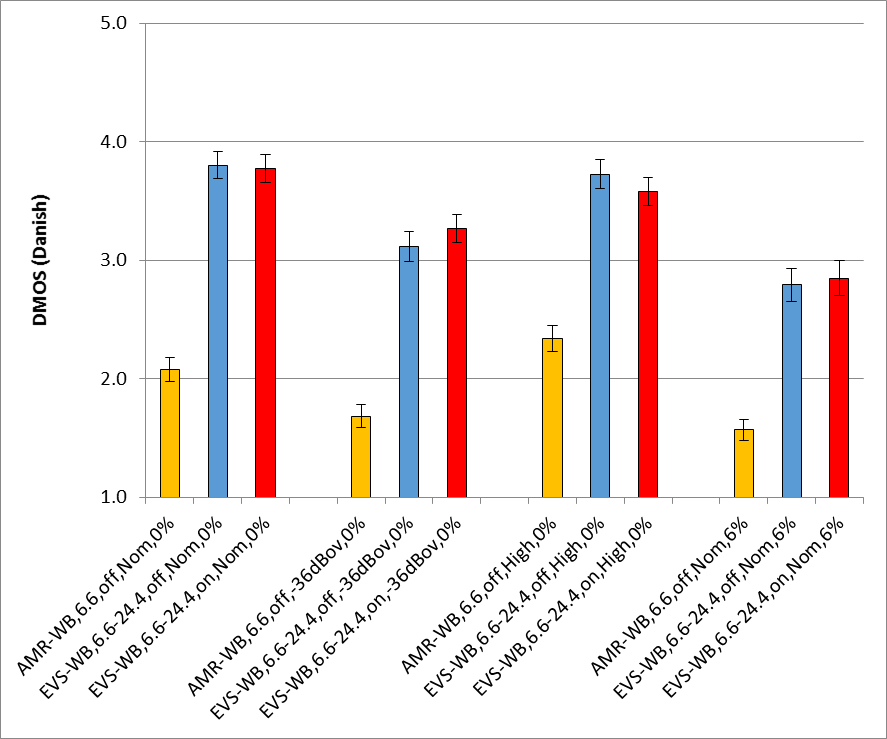 5.0
4.0
3.0
2.0
1.0
DMOS (Danish)
AMR-WB,6.6,off,Nom,0%
EVS-WB,6.6-24.4,off,Nom,0%
EVS-WB,6.6-24.4,on,Nom,0%
AMR-WB,6.6,off,-36dBov,0%
EVS-WB,6.6-24.4,off,-36dBov,0%
EVS-WB,6.6-24.4,on,-36dBov,0%
AMR-WB,6.6,off,High,0%
EVS-WB,6.6-24.4,off,High,0%
EVS-WB,6.6-24.4,on,High,0%
AMR-WB,6.6,off,Nom,6%
EVS-WB,6.6-24.4,off,Nom,6%
EVS-WB,6.6-24.4,on,Nom,6%